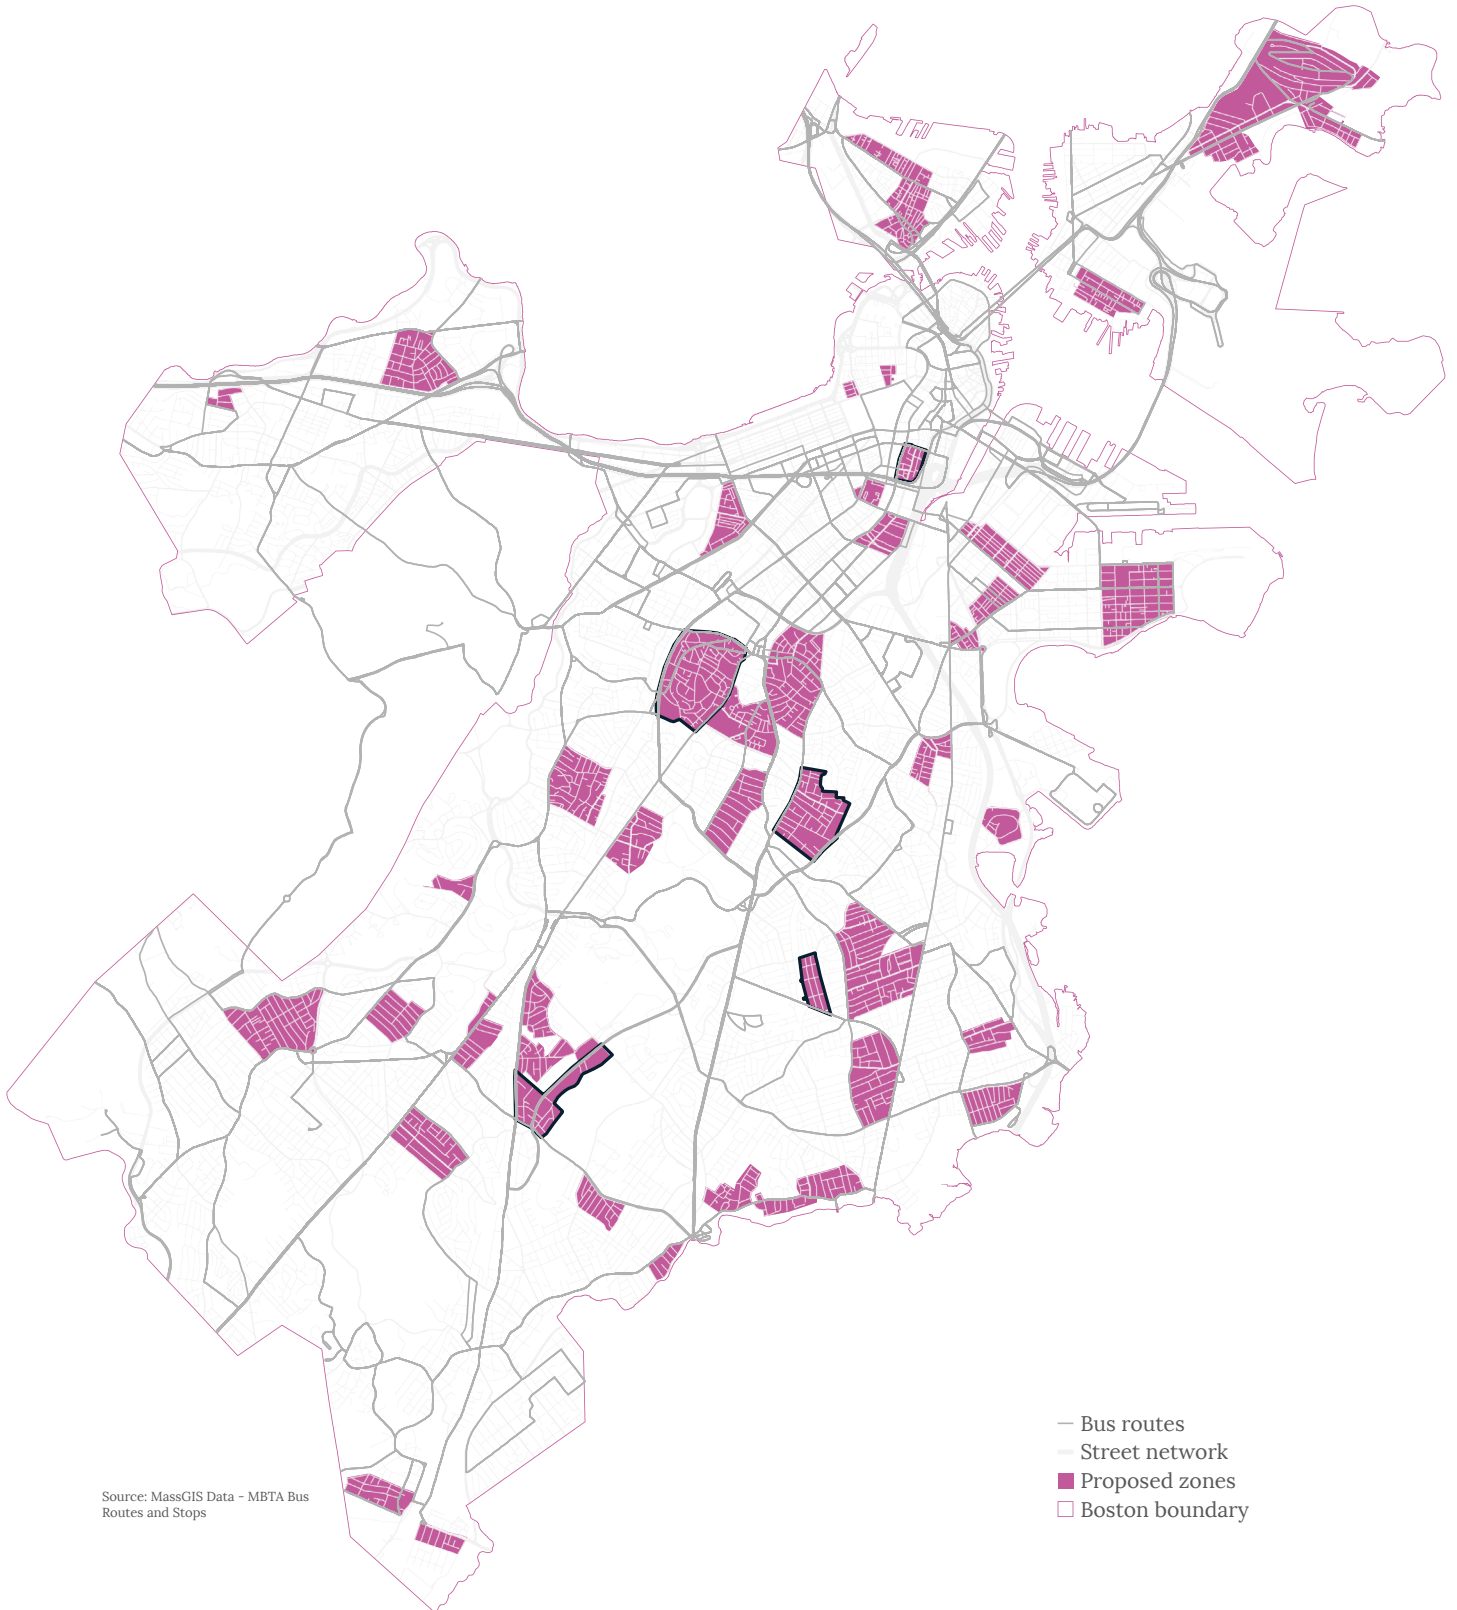 Bus routes
Street network
Proposed zones
Boston boundary
Source: MassGIS Data - MBTA Bus
Routes and Stops